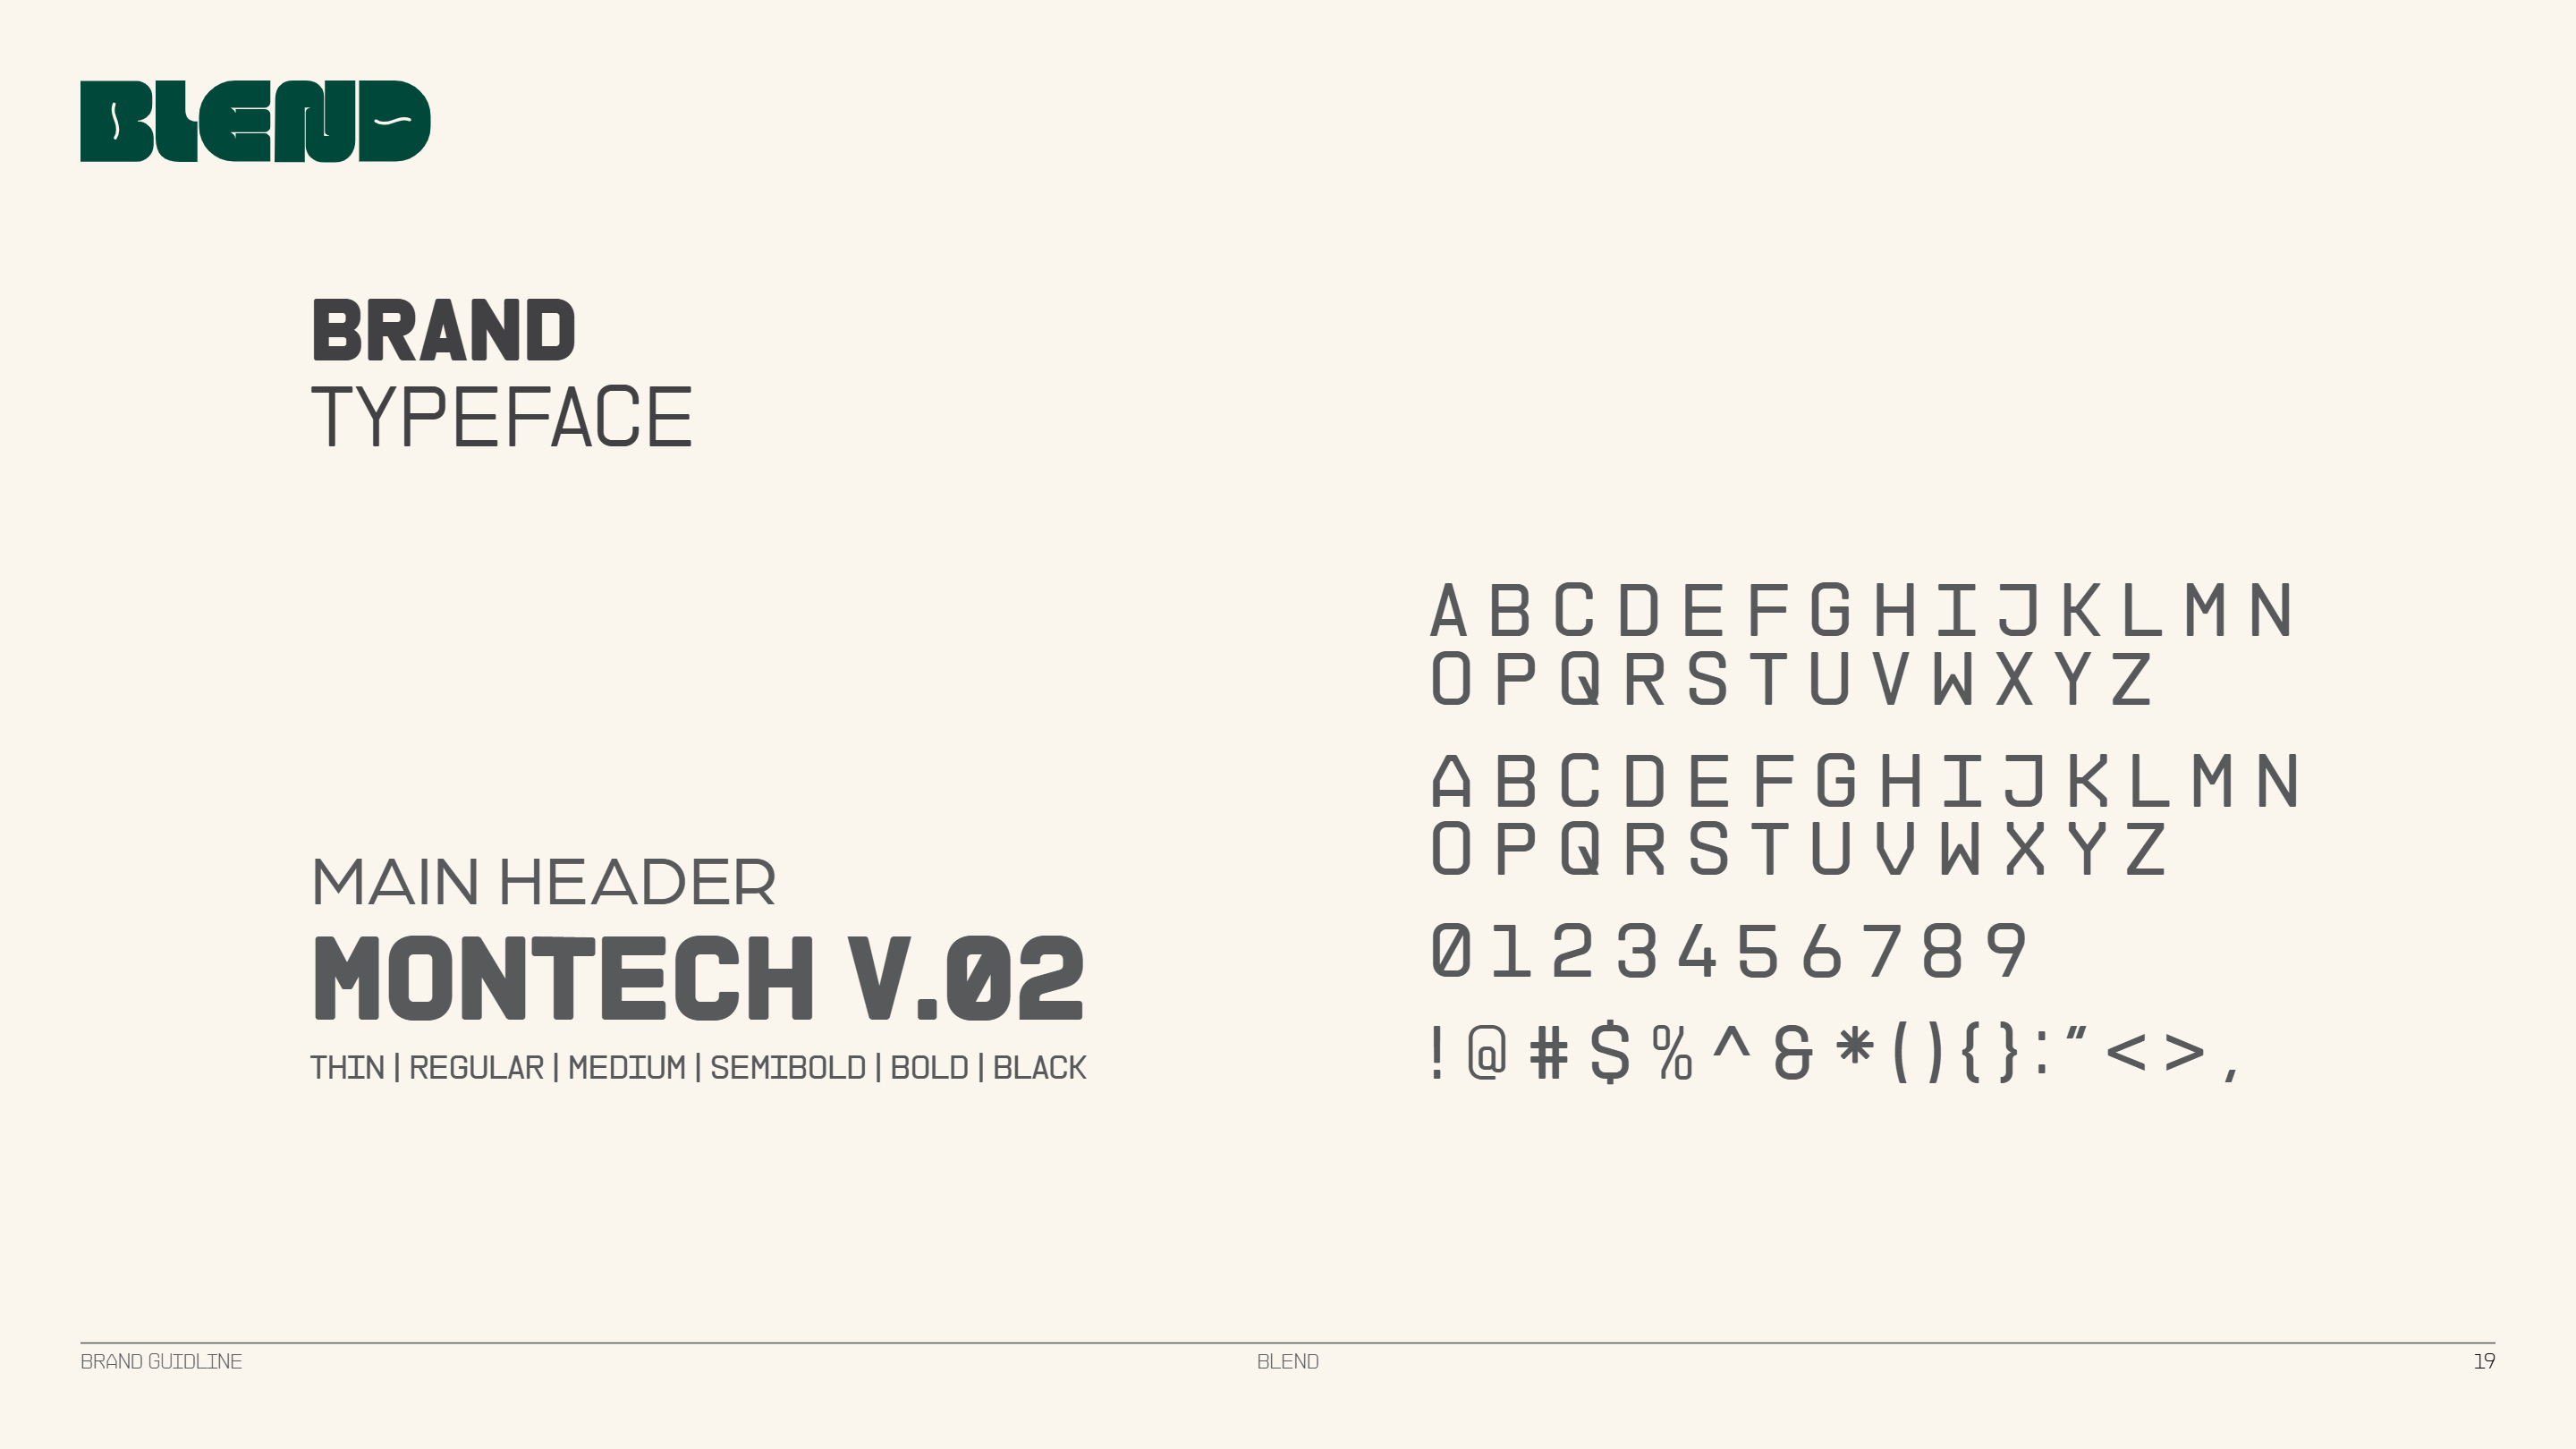 BLEND
BRAND
TYPEFACE
MAIN HEADER
MONTECH V.02
THIN | REGULAR | MEDIUM | SEMIBOLD | BOLD | BLACK
A B C D E F G H I J K L M N
O P Q R S T U V W X Y Z
A B C D E F G H I J K L M N
O P Q R S T U V W X Y Z
0 1 2 3 4 5 6 7 8 9
! @ # $ % ^ & * ( ) { } : “ < > ,
BRAND GUIDLINE
BLEND
19